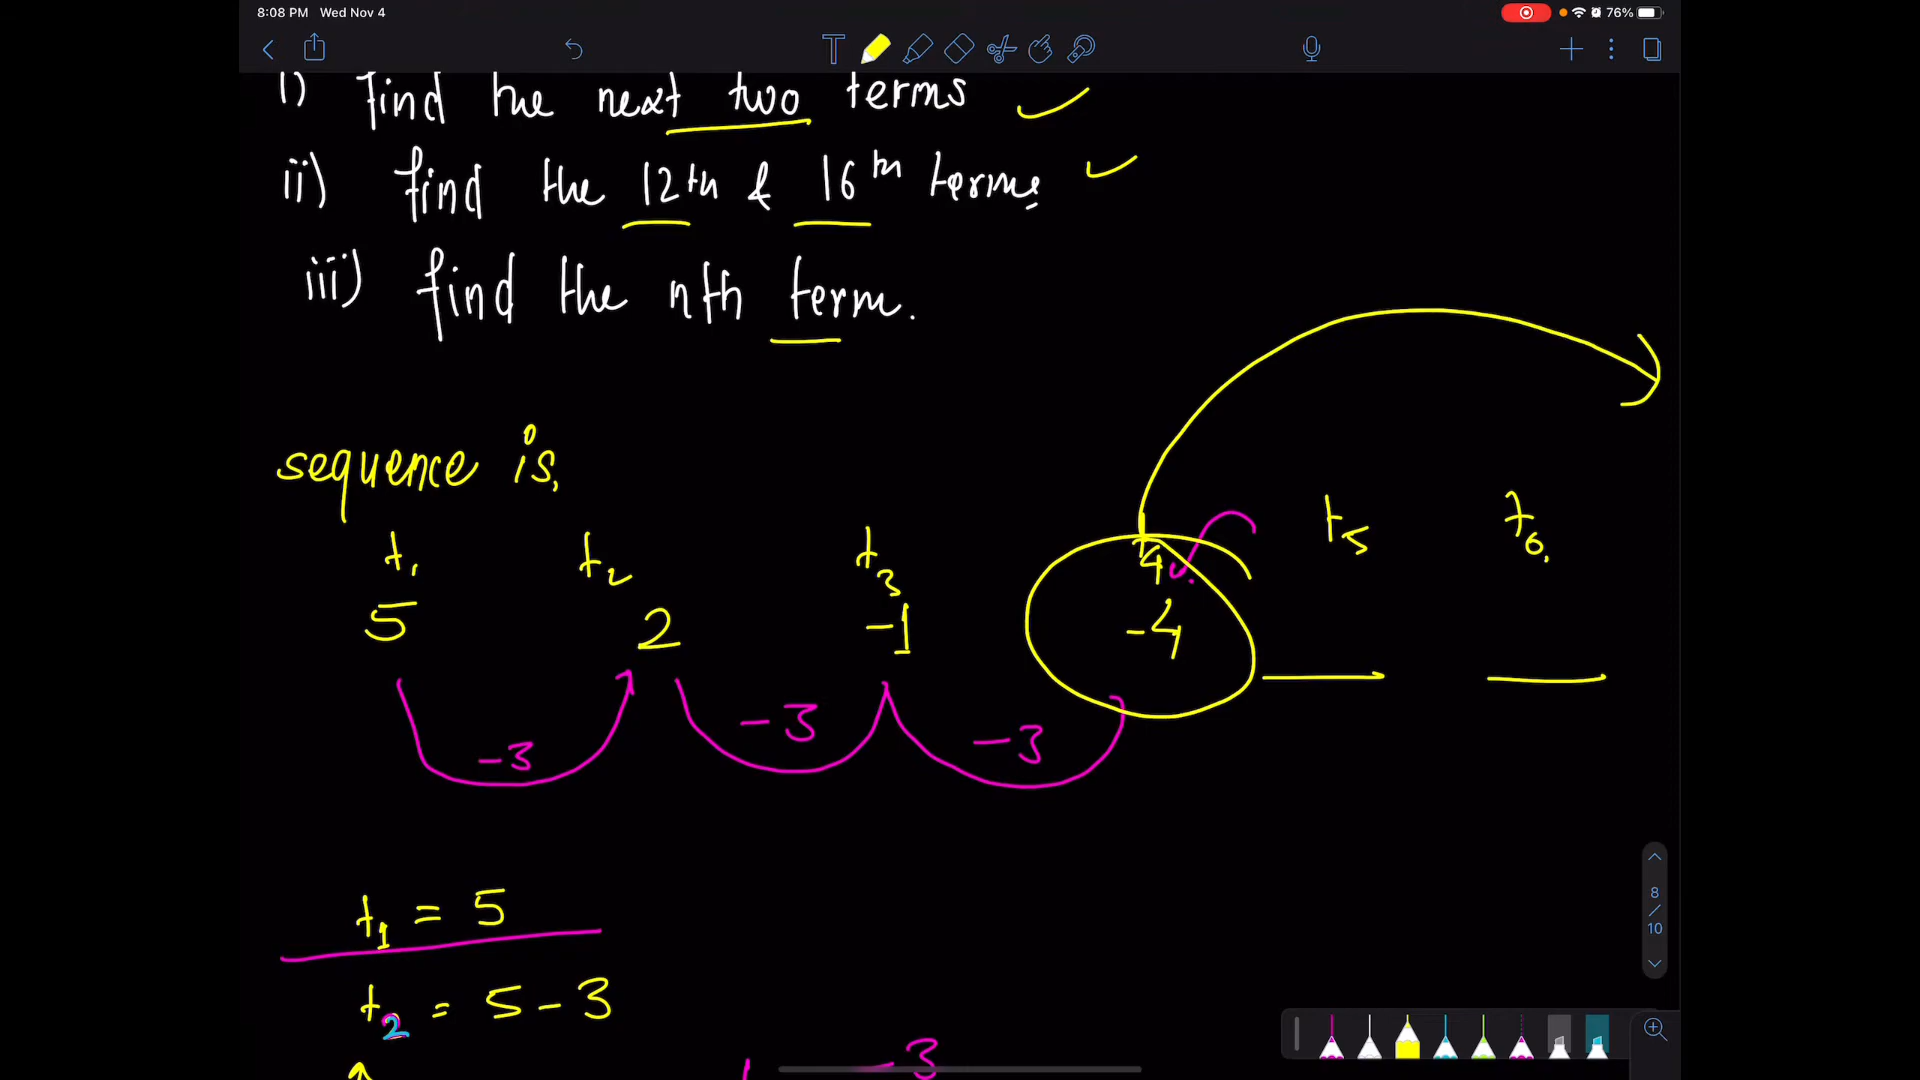 8:08 PM Wed Nov 4
76%
T
i) find the next two terms
ii) find the 12th & 16th terms
iii) find the nth term.
sequence is,
t1 t2 t3 t4 t5 t6.
5 2 -1 -4
-3 -3 -3
t1 = 5
t2 = 5 - 3
-3
8
/
10